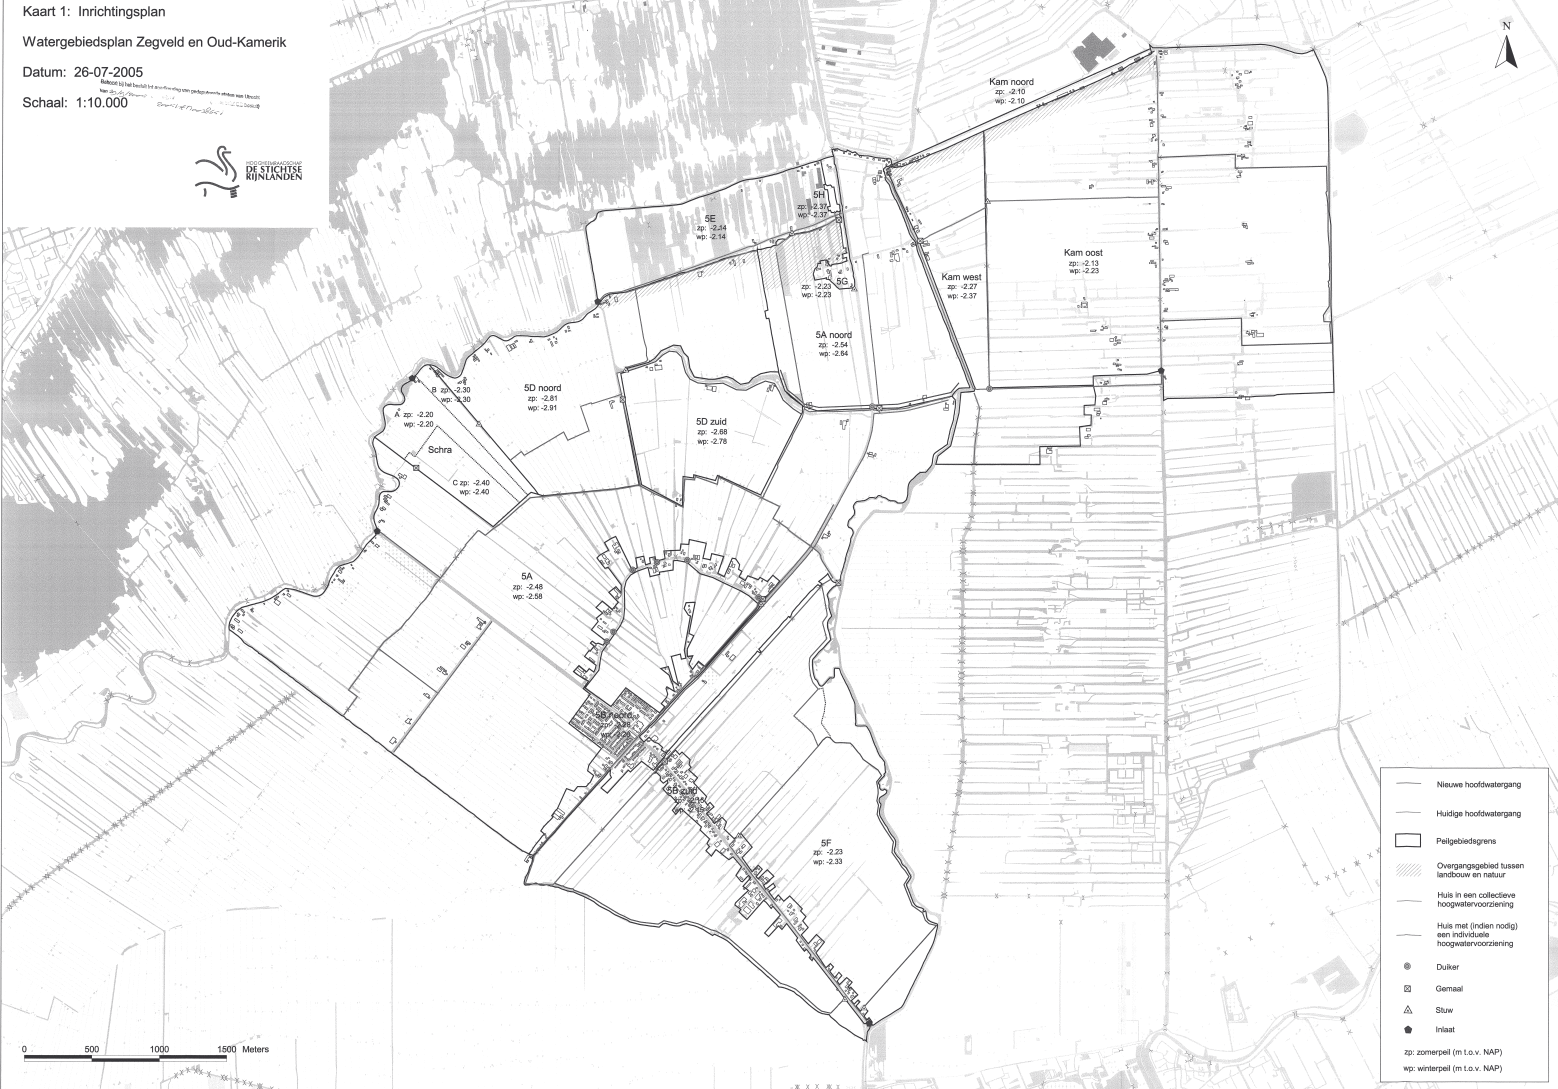 Kaart 1: Inrichtingsplan
Watergebiedsplan Zegveld en Oud-Kamerik
Datum: 26-07-2005
Schaal: 1:10.000
HOOGHEEMRAADSCHAP
DE STICHTSE
RIJNLANDEN
N
Kam noord
zp: -2.10
wp: -2.10
5H
zp: -2.37
wp: -2.37
5E
zp: -2.14
wp: -2.14
Kam oost
zp: -2.13
wp: -2.23
Kam west
zp: -2.27
wp: -2.37
5G
zp: -2.23
wp: -2.23
5A noord
zp: -2.54
wp: -2.64
5D noord
zp: -2.81
wp: -2.91
B zp: -2.30
wp: -2.30
A zp: -2.20
wp: -2.20
5D zuid
zp: -2.68
wp: -2.78
Schra
C zp: -2.40
wp: -2.40
5A
zp: -2.48
wp: -2.58
5B noord
5B zuid
5F
zp: -2.23
wp: -2.33
Nieuwe hoofdwatergang
Huidige hoofdwatergang
Peilgebiedsgrens
Overgangsgebied tussen
landbouw en natuur
Huis in een collectieve
hoogwatervoorziening
Huis met (indien nodig)
een individuele
hoogwatervoorziening
Duiker
Gemaal
Stuw
Inlaat
zp: zomerpeil (m t.o.v. NAP)
wp: winterpeil (m t.o.v. NAP)
0 500 1000 1500 Meters